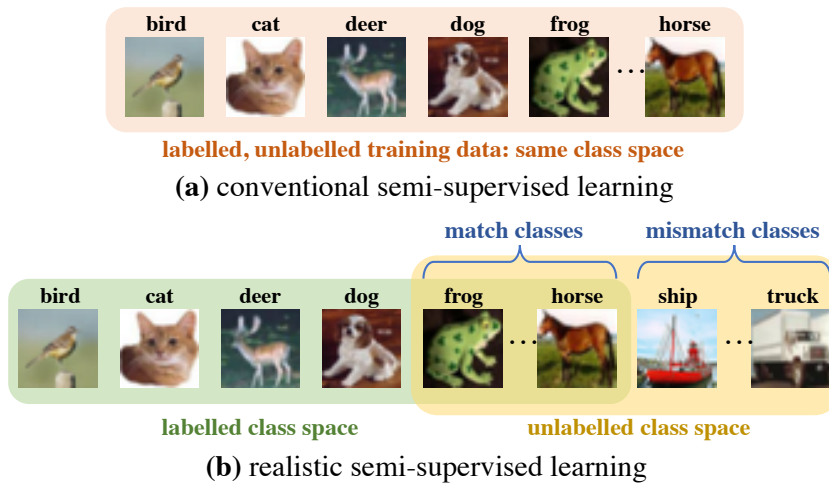 bird cat deer dog frog horse
...
labelled, unlabelled training data: same class space
(a) conventional semi-supervised learning
match classes mismatch classes
bird cat deer dog frog horse ship truck
... ...
labelled class space unlabelled class space
(b) realistic semi-supervised learning